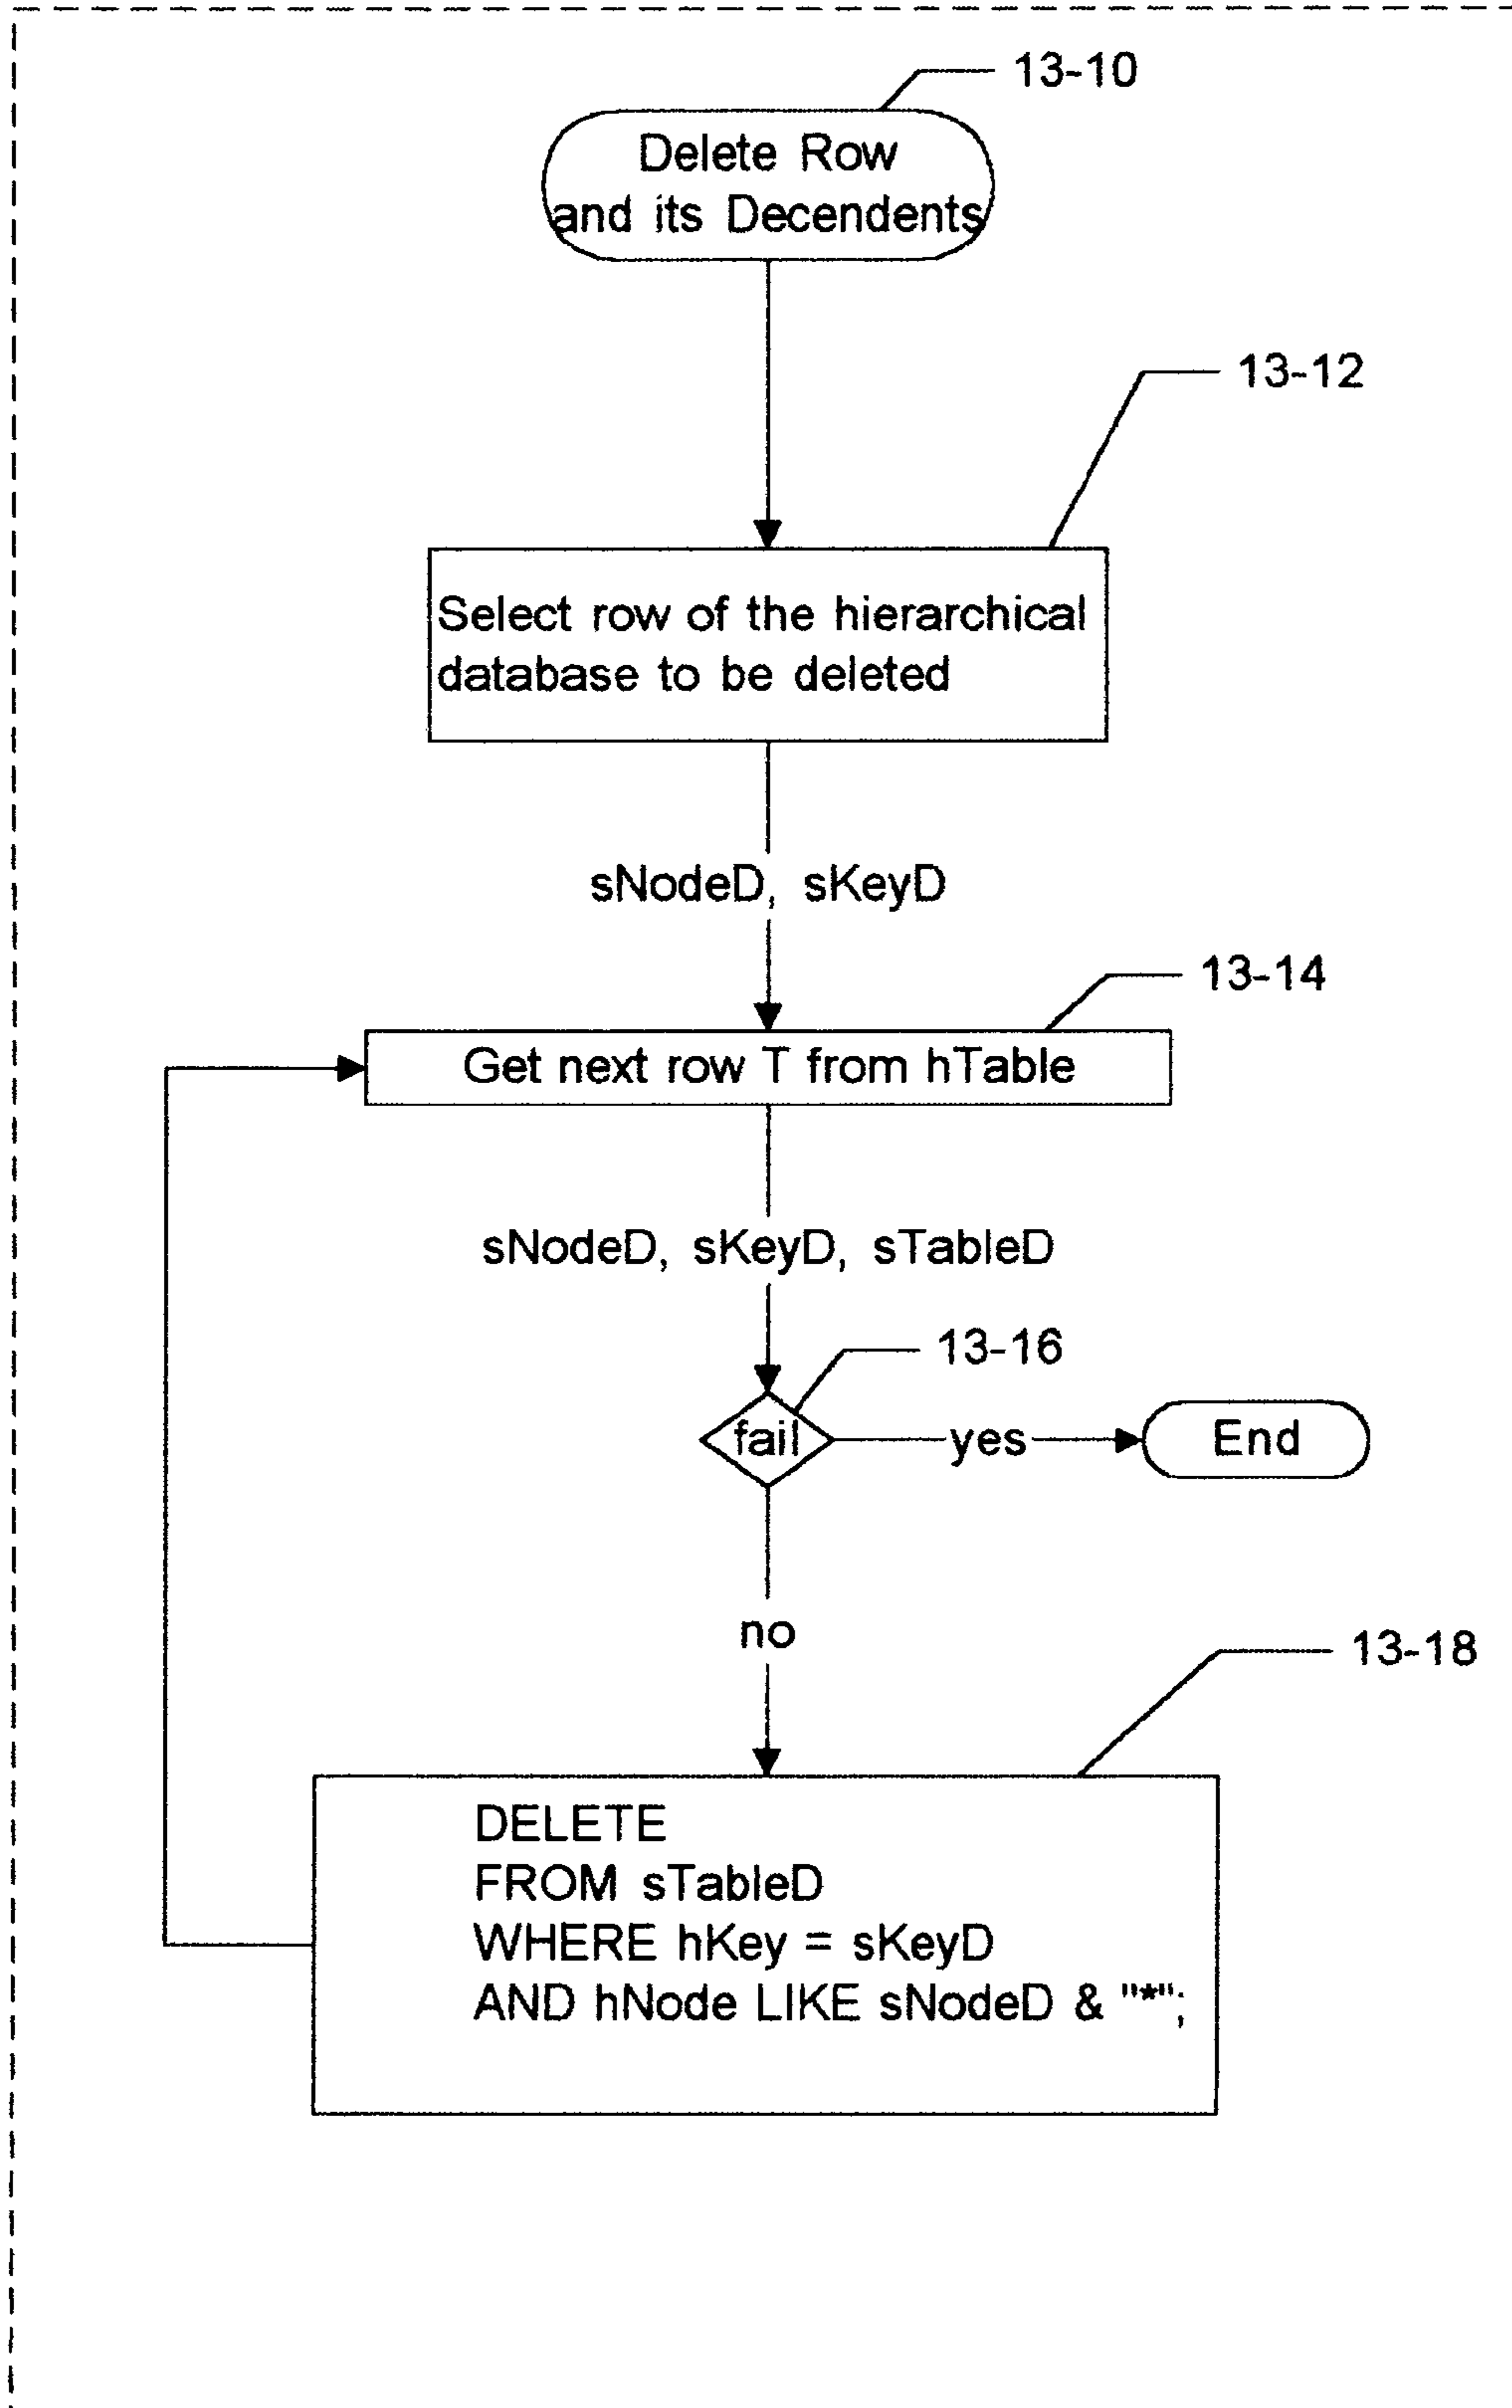 13-10
Delete Row
and its Decendents
13-12
Select row of the hierarchical
database to be deleted
sNodeD, sKeyD
13-14
Get next row T from hTable
sNodeD, sKeyD, sTableD
13-16
fail
yes
End
no
13-18
DELETE
FROM sTableD
WHERE hKey = sKeyD
AND hNode LIKE sNodeD & "*";